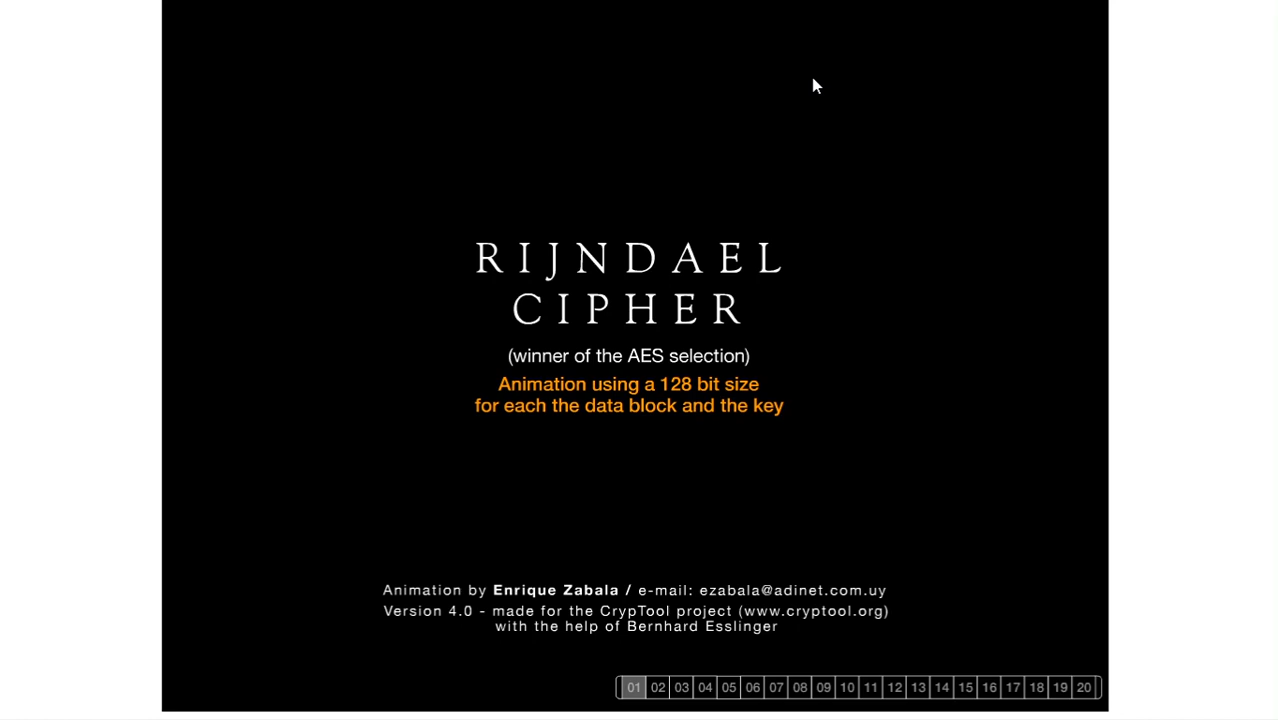 RIJNDAEL
CIPHER
(winner of the AES selection)
Animation using a 128 bit size
for each the data block and the key
Animation by Enrique Zabala / e-mail: ezabala@adinet.com.uy
Version 4.0 - made for the CrypTool project (www.cryptool.org)
with the help of Bernhard Esslinger
01 02 03 04 05 06 07 08 09 10 11 12 13 14 15 16 17 18 19 20